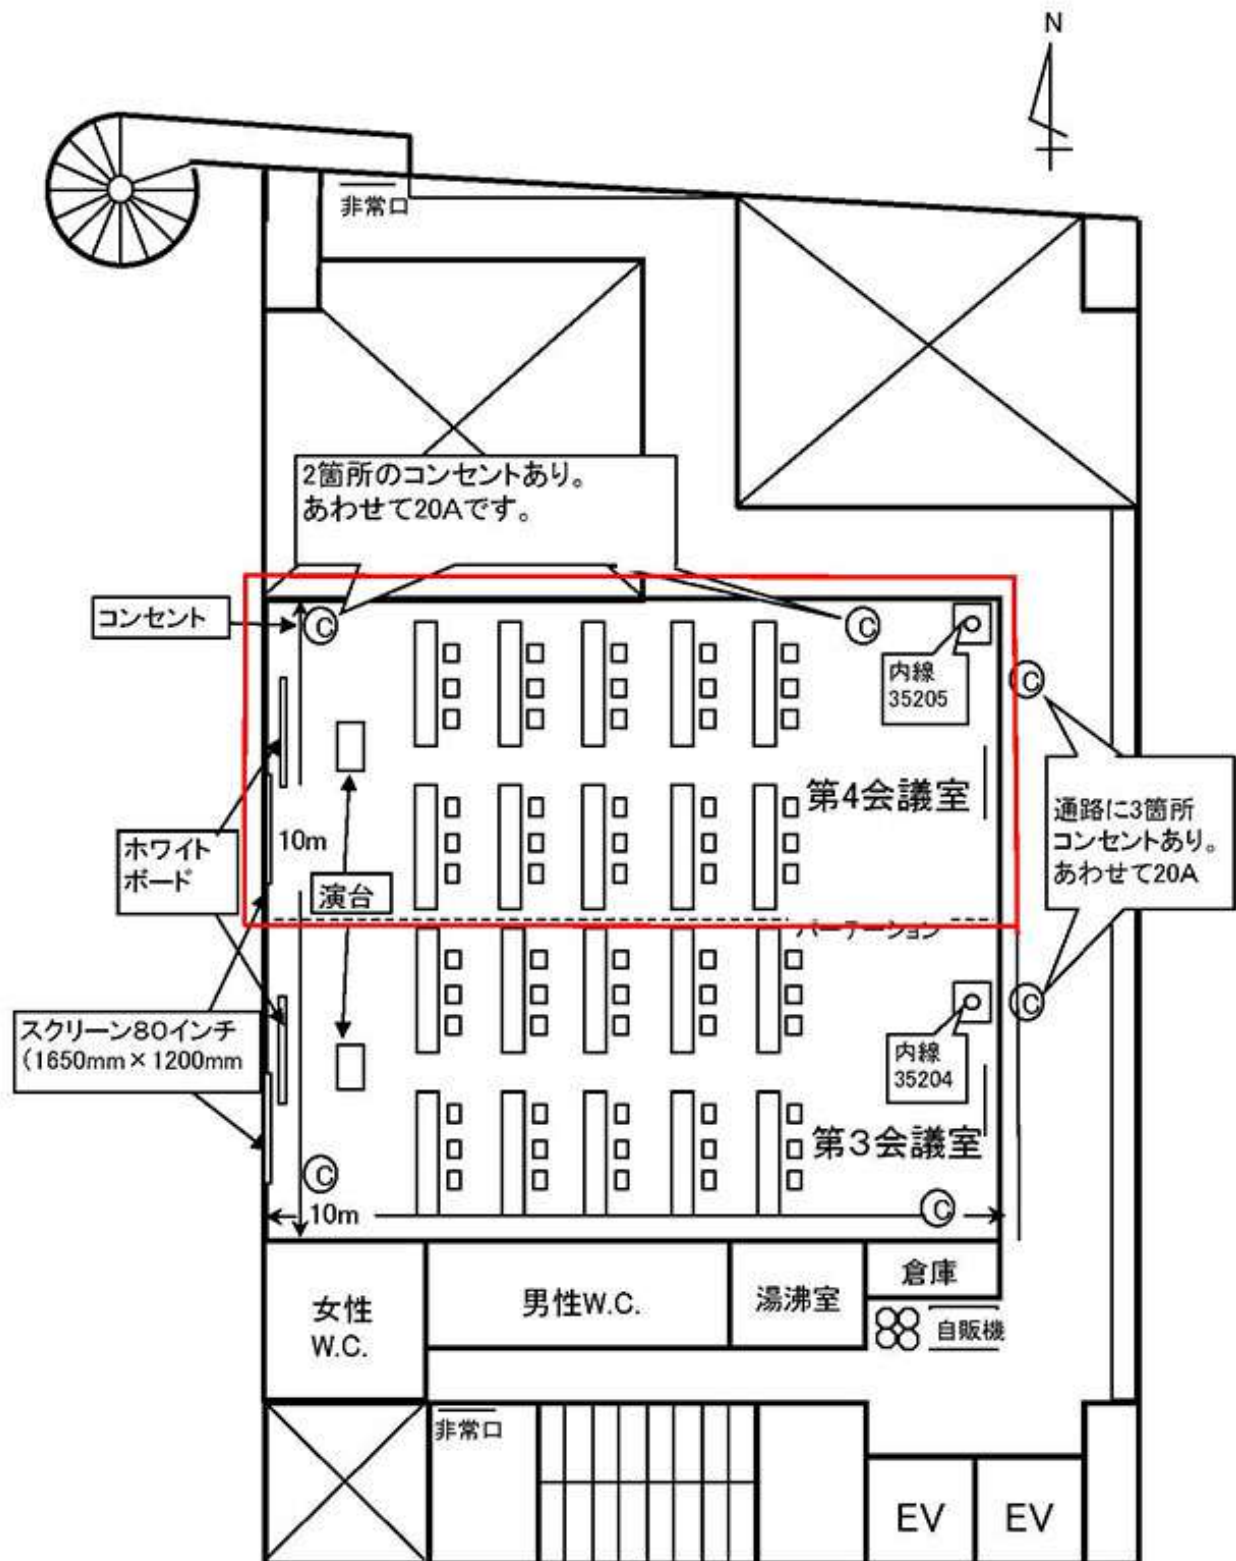 N
非常口
2箇所のコンセントあり。
あわせて20Aです。
コンセント
C
C
内線
35205
C
第4会議室
通路に3箇所
コンセントあり。
あわせて20A
ホワイト
ボード
10m
演台
パーテーション
スクリーン80インチ
(1650mm×1200mm
C
内線
35204
第3会議室
C
10m
C
女性
W.C.
男性W.C.
湯沸室
倉庫
自販機
非常口
EV
EV